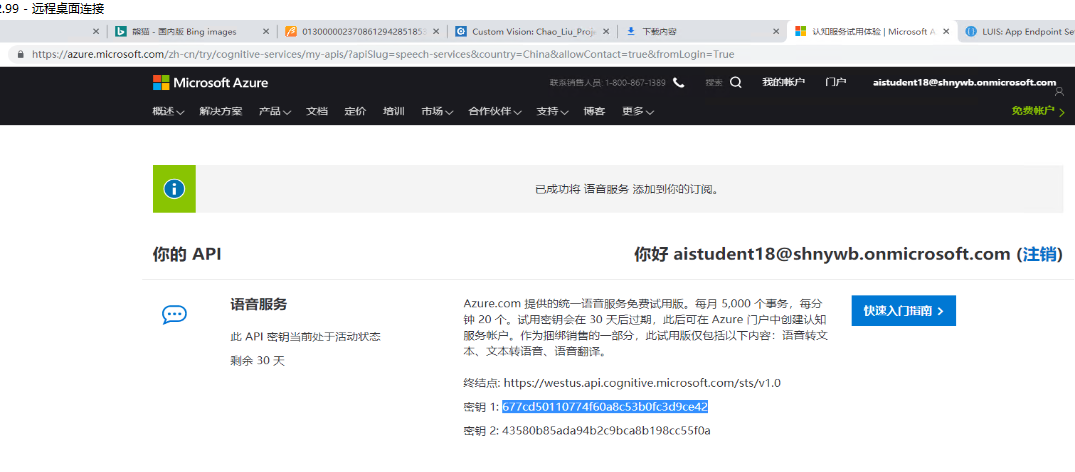 2.99 - 远程桌面连接
熊猫 - 国内版 Bing images
Custom Vision: Chao_Liu_Proje
下载内容
认知服务试用体验 | Microsoft A
LUIS: App Endpoint Se
https://azure.microsoft.com/zh-cn/try/cognitive-services/my-apis/?apiSlug=speech-services&country=China&allowContact=true&fromLogin=True
Microsoft Azure
联系销售人员: 1-800-867-1389
搜索
我的帐户
门户
aistudent18@shnywb.onmicrosoft.com
概述 解决方案 产品 文档 定价 培训 市场 合作伙伴 支持 博客 更多
免费帐户
已成功将 语音服务 添加到你的订阅。
你的 API
你好 aistudent18@shnywb.onmicrosoft.com (注销)
语音服务
此 API 密钥当前处于活动状态
剩余 30 天
Azure.com 提供的统一语音服务免费试用版。每月 5,000 个事务，每分
钟 20 个。试用密钥会在 30 天后过期，此后可在 Azure 门户中创建认知
服务帐户。作为捆绑销售的一部分，此试用版仅包括以下内容：语音转文
本、文本转语音、语音翻译。
快速入门指南
终结点: https://westus.api.cognitive.microsoft.com/sts/v1.0
密钥 1: 677cd50110774f60a8c53b0fc3d9ce42
密钥 2: 43580b85ada94b2c9bca8b198cc55f0a